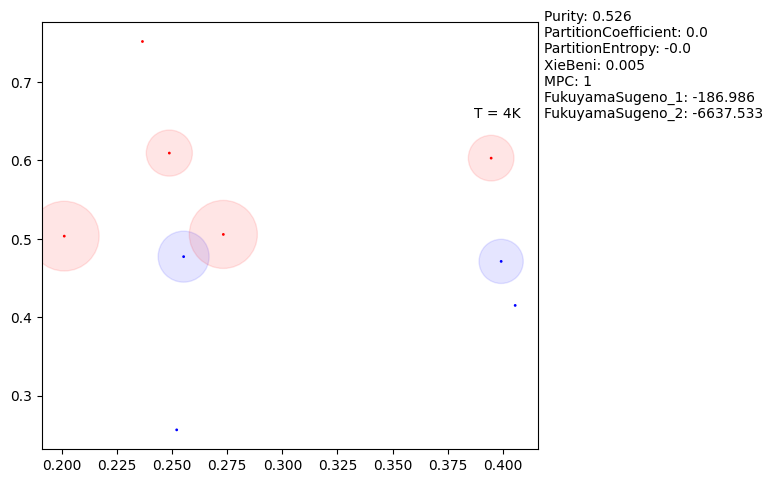 Purity: 0.526
PartitionCoefficient: 0.0
PartitionEntropy: -0.0
XieBeni: 0.005
MPC: 1
FukuyamaSugeno_1: -186.986
FukuyamaSugeno_2: -6637.533
T = 4K
0.7
0.6
0.5
0.4
0.3
0.200 0.225 0.250 0.275 0.300 0.325 0.350 0.375 0.400